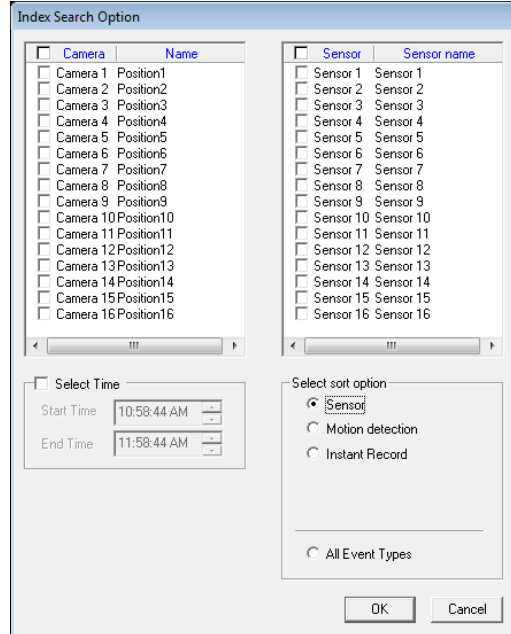 Index Search Option
Camera Name
Camera 1 Position1
Camera 2 Position2
Camera 3 Position3
Camera 4 Position4
Camera 5 Position5
Camera 6 Position6
Camera 7 Position7
Camera 8 Position8
Camera 9 Position9
Camera 10 Position10
Camera 11 Position11
Camera 12 Position12
Camera 13 Position13
Camera 14 Position14
Camera 15 Position15
Camera 16 Position16
Sensor Sensor name
Sensor 1 Sensor 1
Sensor 2 Sensor 2
Sensor 3 Sensor 3
Sensor 4 Sensor 4
Sensor 5 Sensor 5
Sensor 6 Sensor 6
Sensor 7 Sensor 7
Sensor 8 Sensor 8
Sensor 9 Sensor 9
Sensor 10 Sensor 10
Sensor 11 Sensor 11
Sensor 12 Sensor 12
Sensor 13 Sensor 13
Sensor 14 Sensor 14
Sensor 15 Sensor 15
Sensor 16 Sensor 16
Select Time
Start Time 10:58:44 AM
End Time 11:58:44 AM
Select sort option
Sensor
Motion detection
Instant Record
All Event Types
OK Cancel